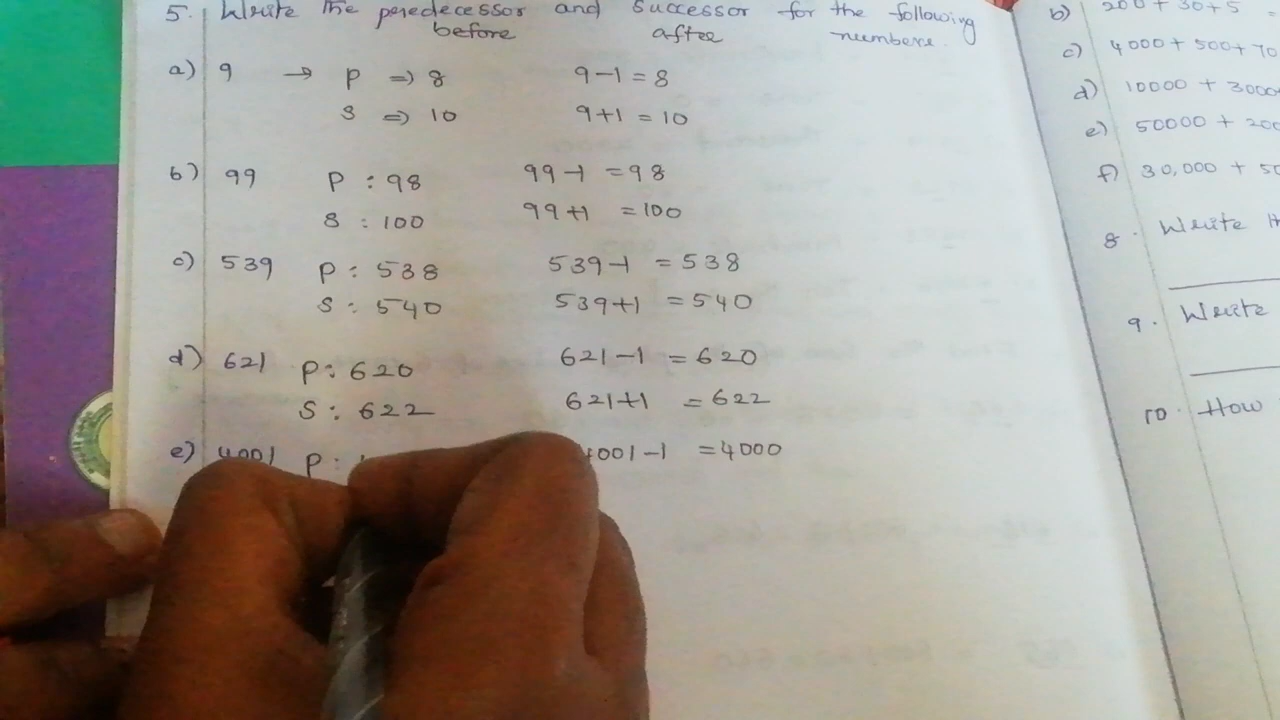 5. Write the predecessor and successor for the following
before after numbers.
a) 9 → P ⇒ 8 9-1 = 8
S ⇒ 10 9+1 = 10
b) 99 P : 98 99-1 = 98
S : 100 99+1 = 100
c) 539 P : 538 539-1 = 538
S : 540 539+1 = 540
d) 621 P : 620 621-1 = 620
S : 622 621+1 = 622
e) 4001 P : 4001-1 = 4000
b) 200 + 30 + 5 =
c) 4000 + 500 + 70
d) 10000 + 3000+
e) 50000 + 200
f) 30,000 + 50
8. Write
9. Write
10. How